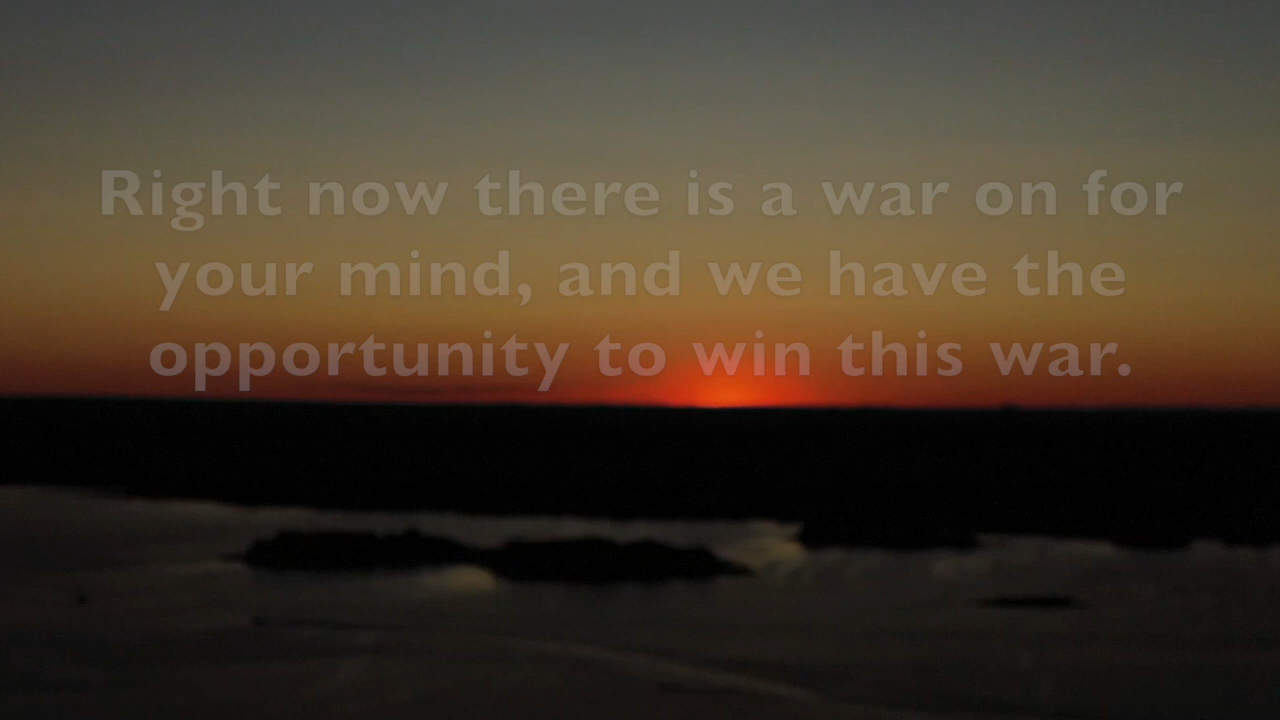 Right now there is a war on for
your mind, and we have the
opportunity to win this war.